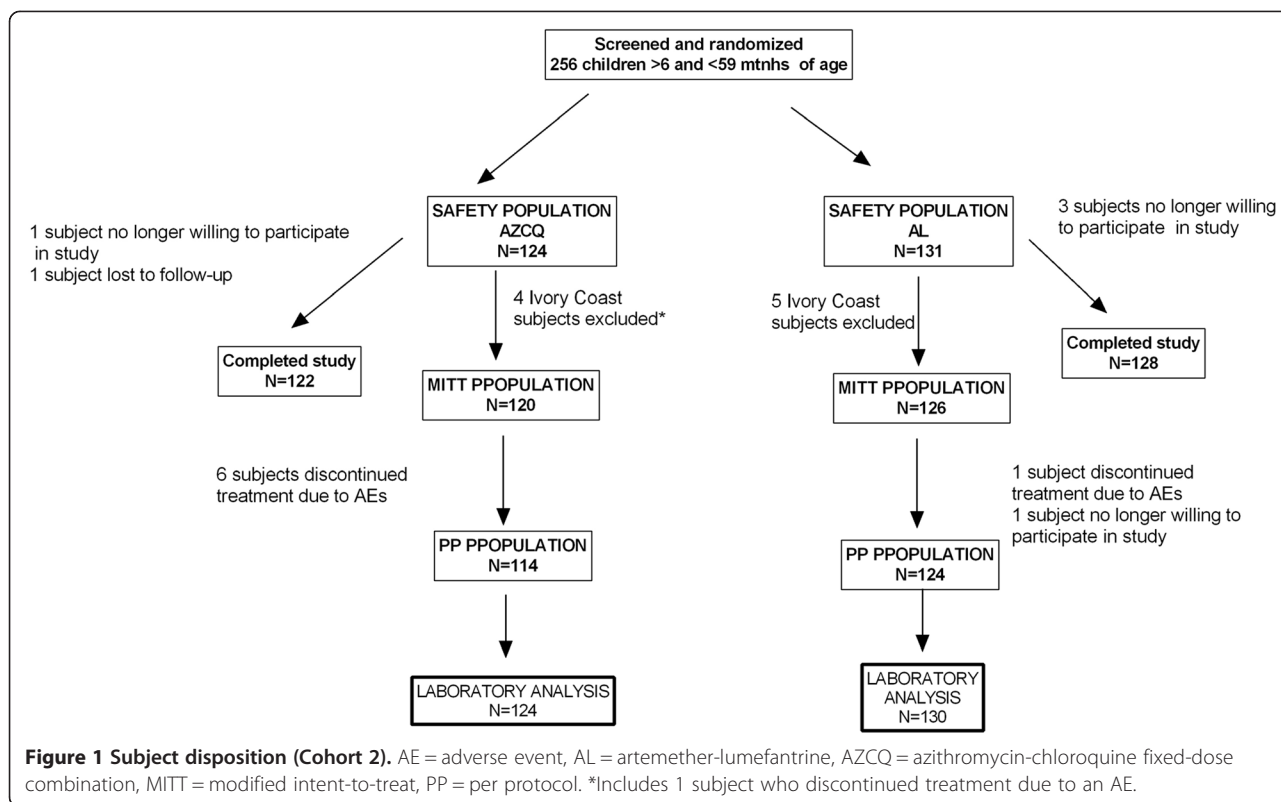 Screened and randomized
256 children >6 and <59 mtnhs of age
SAFETY POPULATION
AZCQ
N=124
SAFETY POPULATION
AL
N=131
1 subject no longer willing to participate
in study
1 subject lost to follow-up
3 subjects no longer willing
to participate in study
4 Ivory Coast
subjects excluded*
5 Ivory Coast
subjects excluded
Completed study
N=122
Completed study
N=128
MITT PPOPULATION
N=120
MITT PPOPULATION
N=126
6 subjects discontinued
treatment due to AEs
1 subject discontinued
treatment due to AEs
1 subject no longer willing to
participate in study
PP PPOPULATION
N=114
PP PPOPULATION
N=124
LABORATORY ANALYSIS
N=124
LABORATORY
ANALYSIS
N=130
Figure 1 Subject disposition (Cohort 2). AE = adverse event, AL = artemether-lumefantrine, AZCQ = azithromycin-chloroquine fixed-dose
combination, MITT = modified intent-to-treat, PP = per protocol. *Includes 1 subject who discontinued treatment due to an AE.